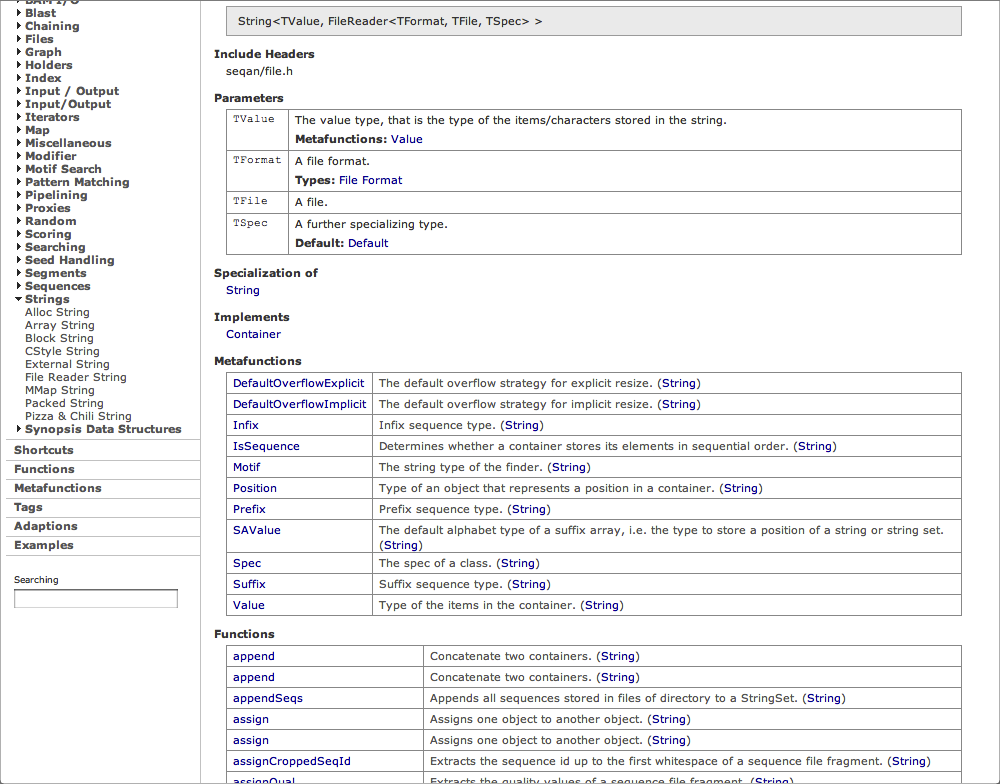 BAM I/O
Blast
Chaining
Files
Graph
Holders
Index
Input / Output
Input/Output
Iterators
Map
Miscellaneous
Modifier
Motif Search
Pattern Matching
Pipelining
Proxies
Random
Scoring
Searching
Seed Handling
Segments
Sequences
Strings
Alloc String
Array String
Block String
CStyle String
External String
File Reader String
MMap String
Packed String
Pizza & Chili String
Synopsis Data Structures
Shortcuts
Functions
Metafunctions
Tags
Adaptions
Examples
Searching
String<TValue, FileReader<TFormat, TFile, TSpec> >
Include Headers
seqan/file.h
Parameters
TValue The value type, that is the type of the items/characters stored in the string.
Metafunctions: Value
TFormat A file format.
Types: File Format
TFile A file.
TSpec A further specializing type.
Default: Default
Specialization of
String
Implements
Container
Metafunctions
DefaultOverflowExplicit The default overflow strategy for explicit resize. (String)
DefaultOverflowImplicit The default overflow strategy for implicit resize. (String)
Infix Infix sequence type. (String)
IsSequence Determines whether a container stores its elements in sequential order. (String)
Motif The string type of the finder. (String)
Position Type of an object that represents a position in a container. (String)
Prefix Prefix sequence type. (String)
SAValue The default alphabet type of a suffix array, i.e. the type to store a position of a string or string set.
(String)
Spec The spec of a class. (String)
Suffix Suffix sequence type. (String)
Value Type of the items in the container. (String)
Functions
append Concatenate two containers. (String)
append Concatenate two containers. (String)
appendSeqs Appends all sequences stored in files of directory to a StringSet. (String)
assign Assigns one object to another object. (String)
assign Assigns one object to another object. (String)
assignCroppedSeqId Extracts the sequence id up to the first whitespace of a sequence file fragment. (String)
assignQual Extracts the quality values of a sequence file fragment. (String)